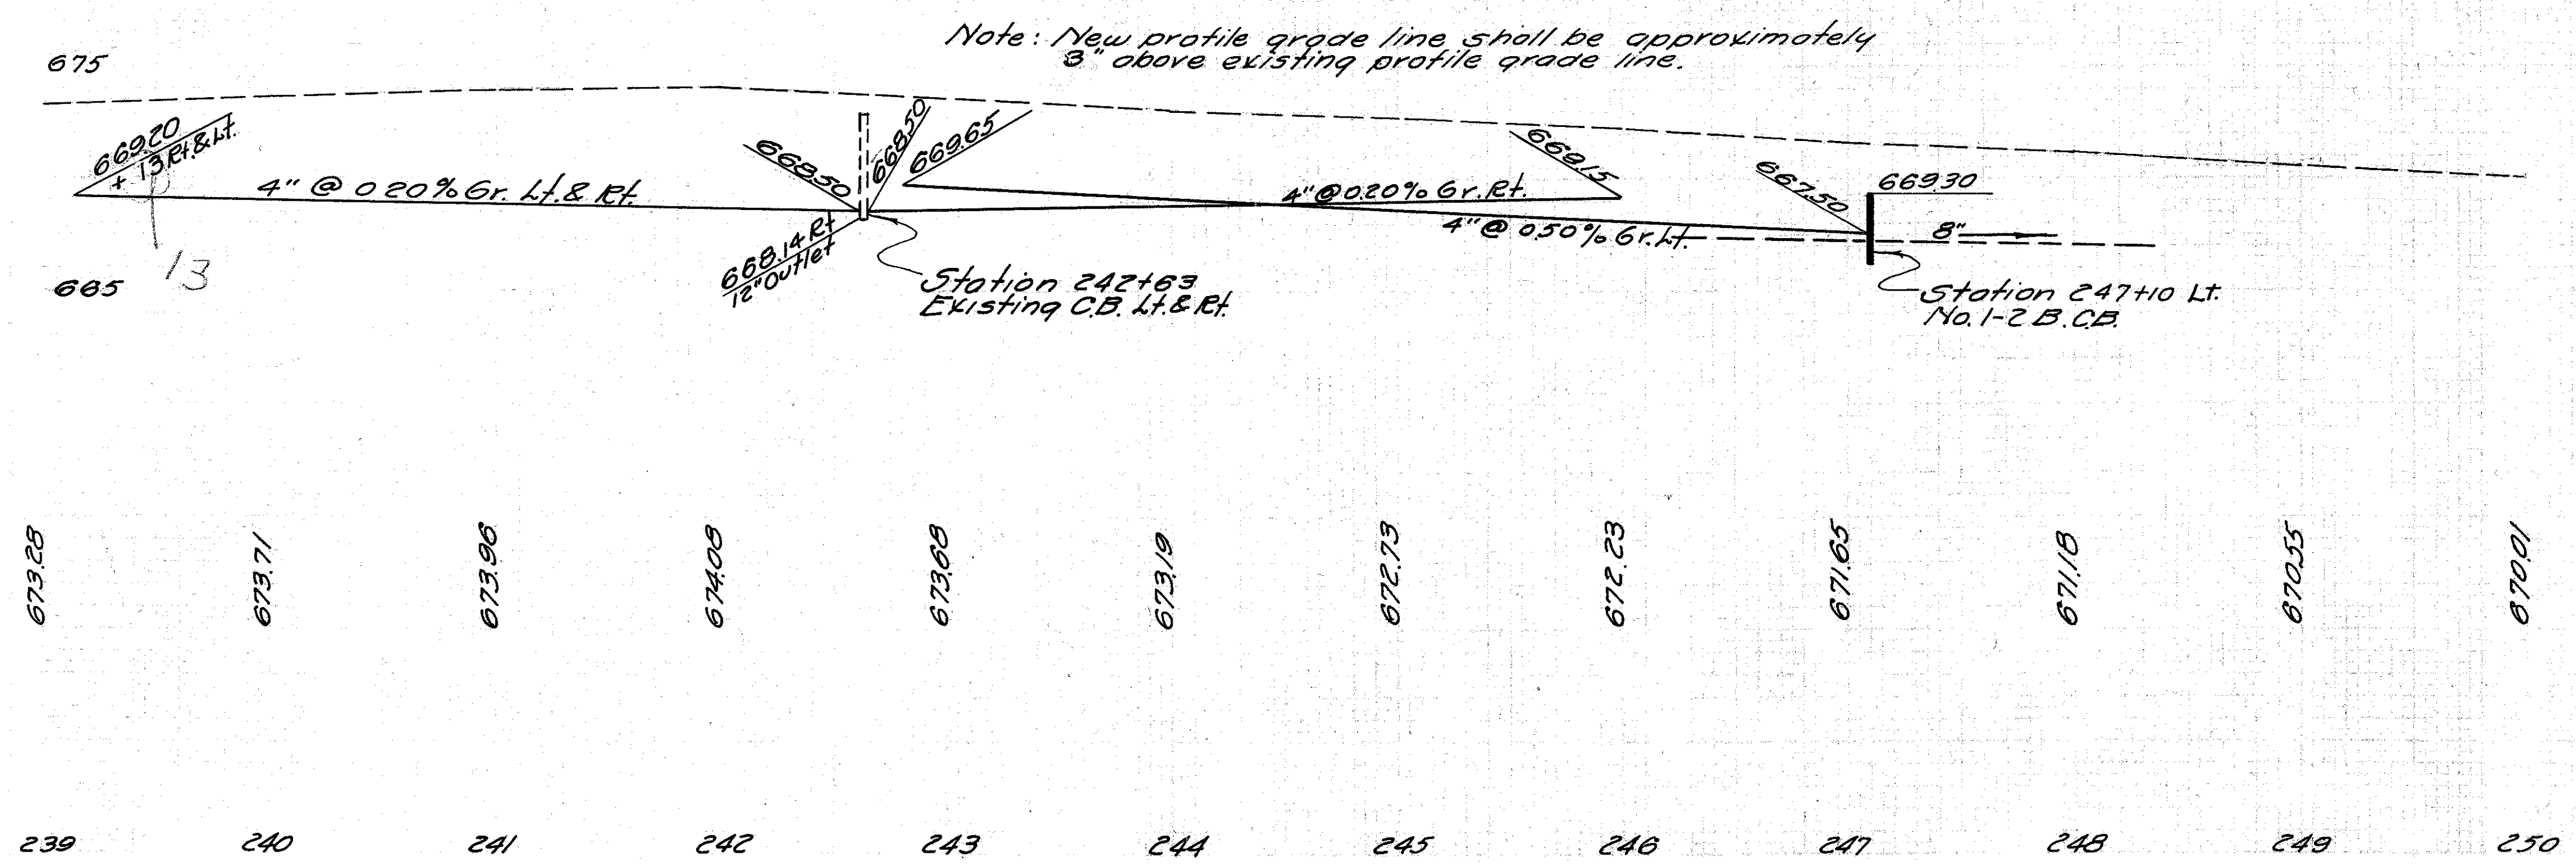 Note: New profile grade line shall be approximately
3" above existing profile grade line.
675
669.20
+ 13 Rt. & Lt.
4" @ 0.20% Gr. Lt. & Rt.
668.50
668.50
669.65
669.15
4" @ 0.20% Gr. Rt.
667.50
669.30
4" @ 0.50% Gr. Lt.
8"
668.14 Rt
12" Outlet
13
665
Station 242+63
Existing C.B. Lt. & Rt.
Station 247+10 Lt.
No. 1-2 B. C.B.
673.28
673.71
673.96
674.08
673.68
673.19
672.73
672.23
671.65
671.18
670.55
670.01
239
240
241
242
243
244
245
246
247
248
249
250